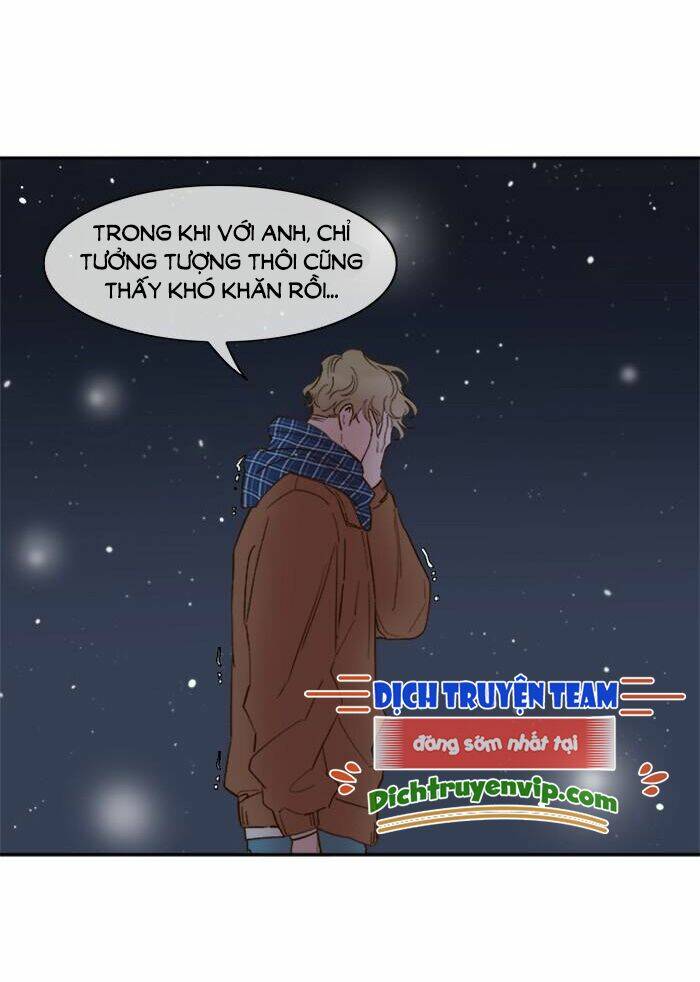 TRONG KHI VỚI ANH, CHỈ
TƯỞNG TƯỢNG THÔI CŨNG
THẤY KHÓ KHĂN RỒI...
DỊCH TRUYỆN TEAM
đăng sớm nhất tại
Dichtruyenvip.com